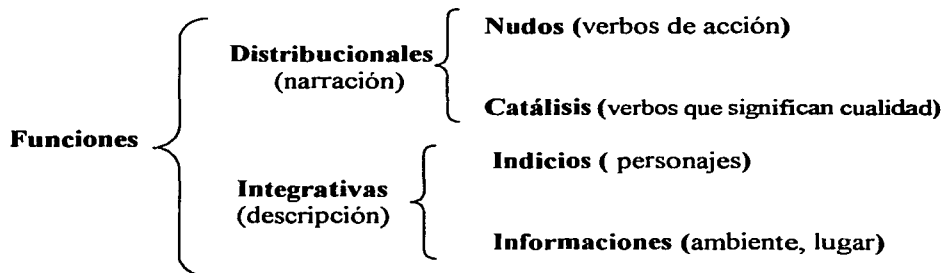 Funciones
Distribucionales
(narración)
Nudos (verbos de acción)
Catálisis (verbos que significan cualidad)
Integrativas
(descripción)
Indicios ( personajes)
Informaciones (ambiente, lugar)